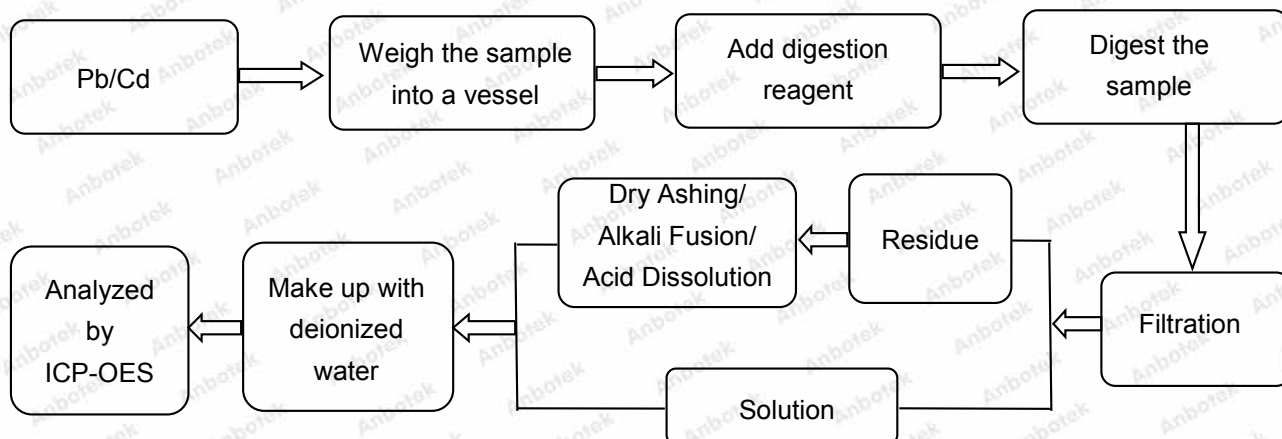 Pb/Cd
Weigh the sample
into a vessel
Add digestion
reagent
Digest the
sample
Filtration
Residue
Dry Ashing/
Alkali Fusion/
Acid Dissolution
Solution
Make up with
deionized
water
Analyzed
by
ICP-OES
Anbotek